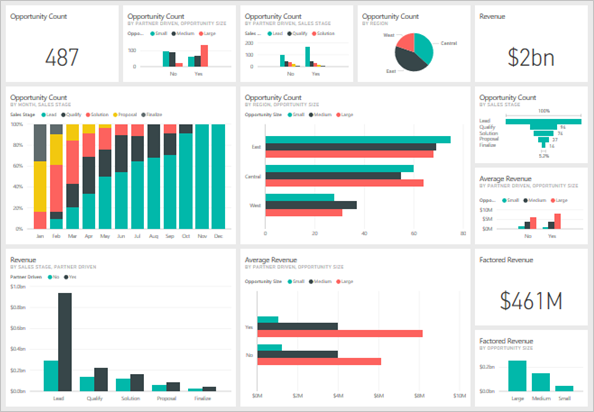 Opportunity Count
487
Opportunity Count
BY PARTNER DRIVEN, OPPORTUNITY SIZE
Oppo... Small Medium Large
500
0
No Yes
Opportunity Count
BY PARTNER DRIVEN, SALES STAGE
Sales... Lead Qualify Solution
200
100
0
No Yes
Opportunity Count
BY REGION
West
Central
East
Revenue
$2bn
Opportunity Count
BY MONTH, SALES STAGE
Sales Stage Lead Qualify Solution Proposal Finalize
100%
80%
60%
40%
20%
0%
Jan Feb Mar Apr May Jun Jul Aug Sep Oct Nov Dec
Opportunity Count
BY REGION, OPPORTUNITY SIZE
Opportunity Size Small Medium Large
East
Central
West
0 20 40 60 80
Opportunity Count
BY SALES STAGE
100%
Lead
Qualify 94
Solution 76
Proposal 37
Finalize 14
5.2%
Average Revenue
BY PARTNER DRIVEN, OPPORTUNITY SIZE
Oppo... Small Medium Large
$10M
$5M
$0M
No Yes
Revenue
BY SALES STAGE, PARTNER DRIVEN
Partner Driven No Yes
$1.0bn
$0.8bn
$0.6bn
$0.4bn
$0.2bn
$0.0bn
Lead Qualify Solution Proposal Finalize
Average Revenue
BY PARTNER DRIVEN, OPPORTUNITY SIZE
Opportunity Size Small Medium Large
Yes
No
$0M $2M $4M $6M $8M $10M
Factored Revenue
$461M
Factored Revenue
BY OPPORTUNITY SIZE
$0.2bn
$0.0bn
Large Medium Small